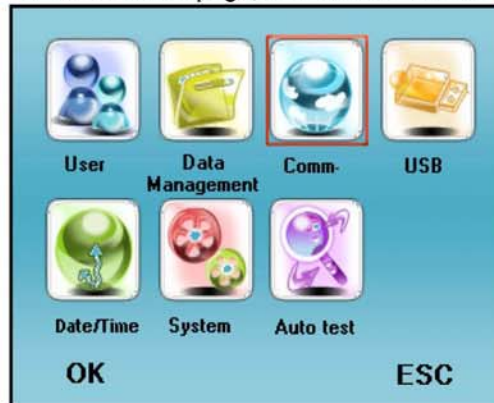 User
Data
Management
Comm-
USB
Date/Time
System
Auto test
OK
ESC